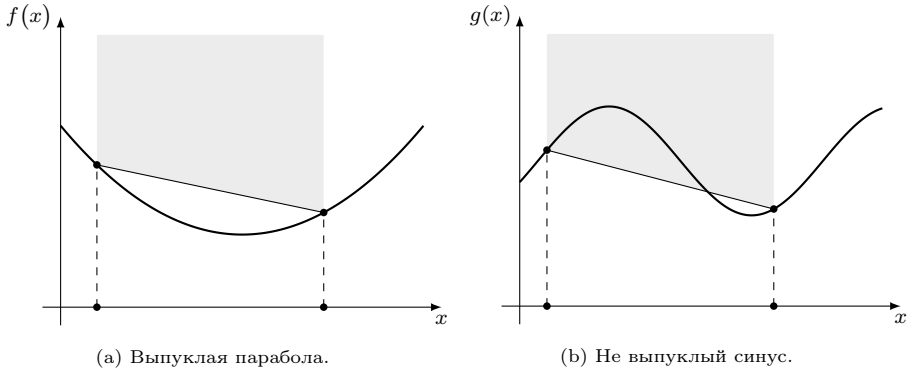 f(x)
x
(a) Выпуклая парабола.
g(x)
x
(b) Не выпуклый синус.